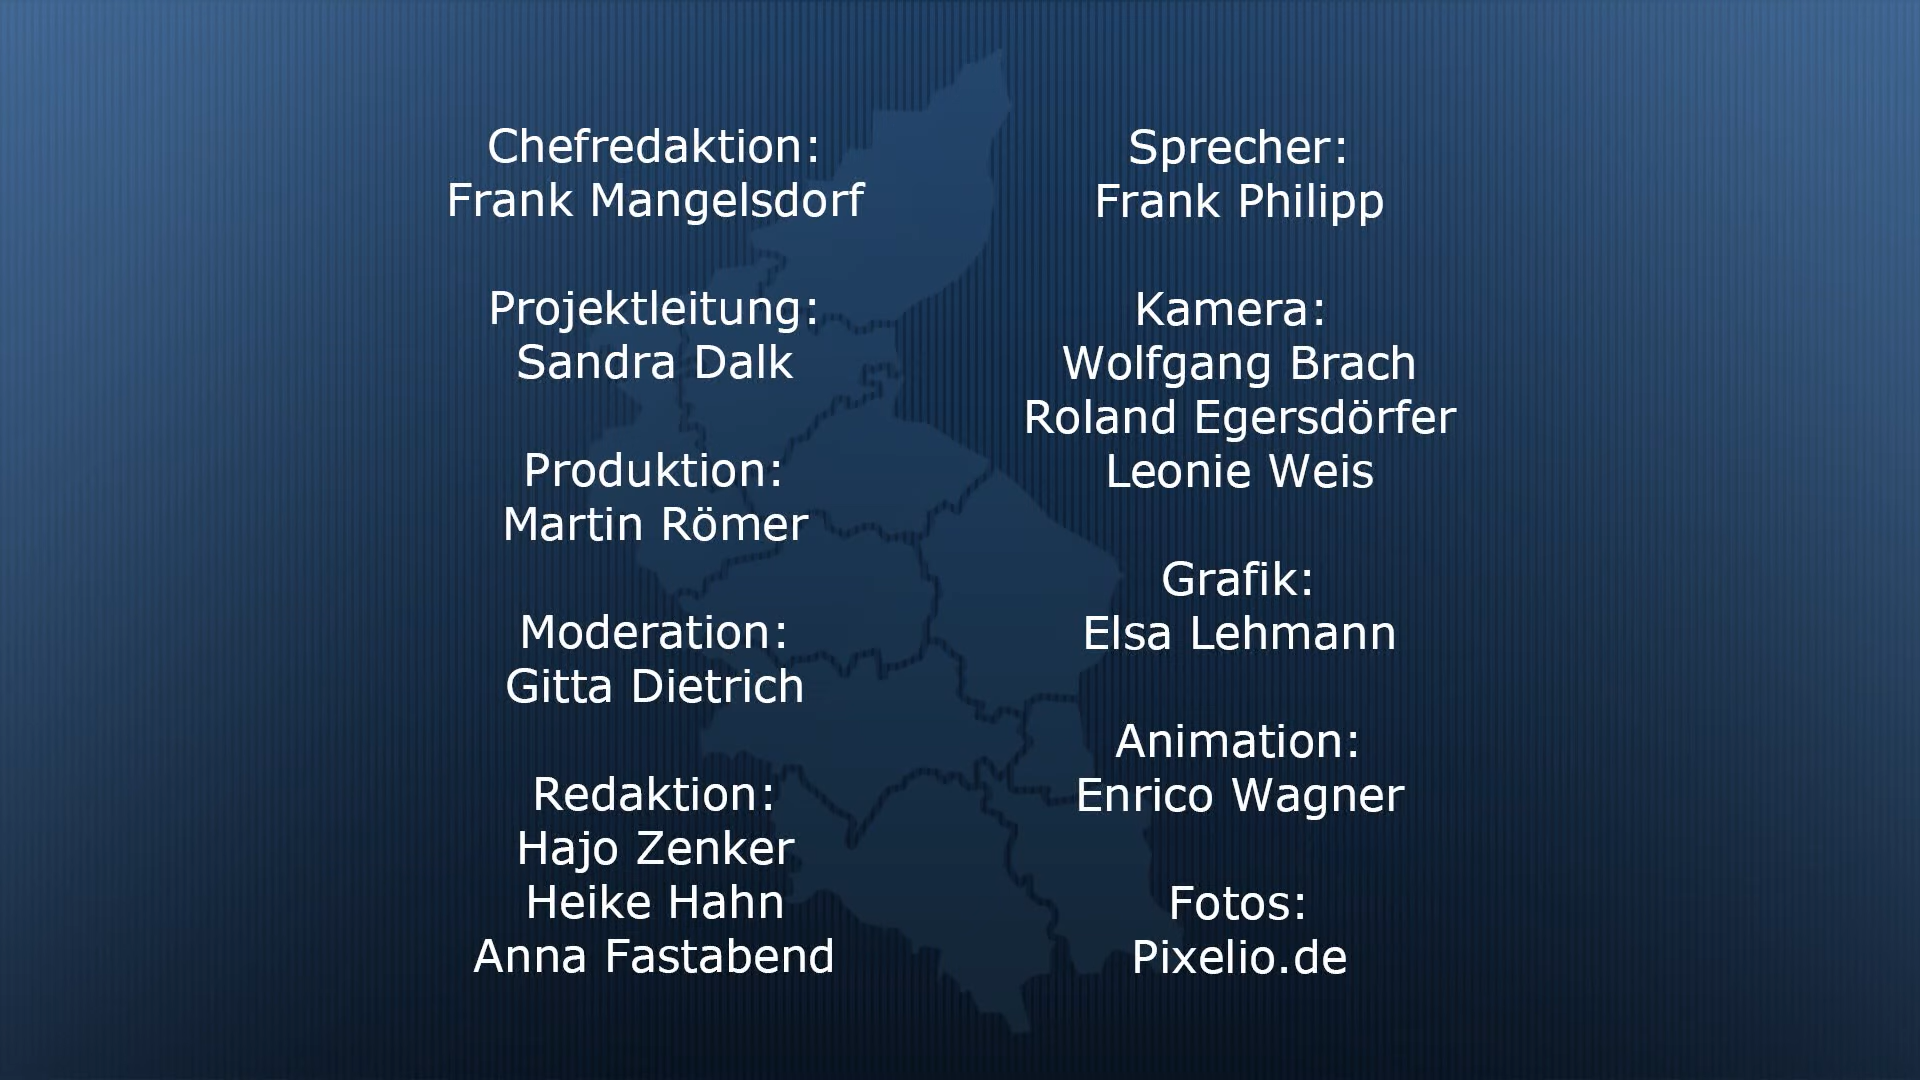 Chefredaktion:
Frank Mangelsdorf
Projektleitung:
Sandra Dalk
Produktion:
Martin Römer
Moderation:
Gitta Dietrich
Redaktion:
Hajo Zenker
Heike Hahn
Anna Fastabend
Sprecher:
Frank Philipp
Kamera:
Wolfgang Brach
Roland Egersdörfer
Leonie Weis
Grafik:
Elsa Lehmann
Animation:
Enrico Wagner
Fotos:
Pixelio.de